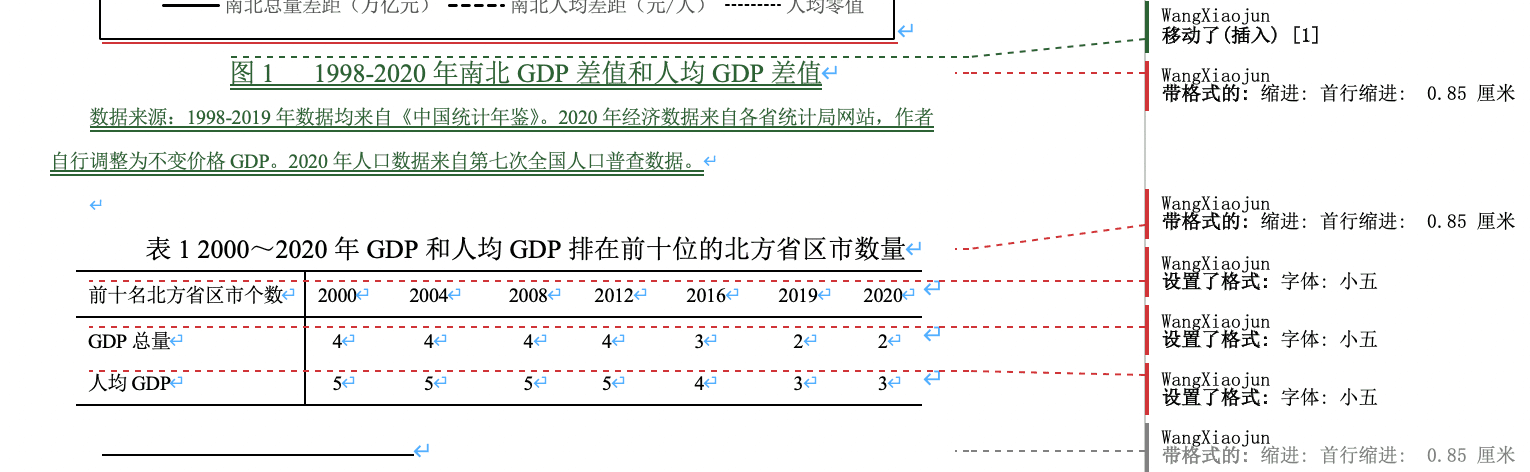 南北总量差距（万亿元） 南北人均差距（元/人） 人均零值
图 1 1998-2020 年南北 GDP 差值和人均 GDP 差值
数据来源：1998-2019 年数据均来自《中国统计年鉴》。2020 年经济数据来自各省统计局网站，作者
自行调整为不变价格 GDP。2020 年人口数据来自第七次全国人口普查数据。
表 1 2000～2020 年 GDP 和人均 GDP 排在前十位的北方省区市数量
前十名北方省区市个数 2000 2004 2008 2012 2016 2019 2020
GDP 总量 4 4 4 4 3 2 2
人均 GDP 5 5 5 5 4 3 3
WangXiaojun
移动了(插入) [1]
WangXiaojun
带格式的: 缩进: 首行缩进: 0.85 厘米
WangXiaojun
带格式的: 缩进: 首行缩进: 0.85 厘米
WangXiaojun
设置了格式: 字体: 小五
WangXiaojun
设置了格式: 字体: 小五
WangXiaojun
设置了格式: 字体: 小五
WangXiaojun
带格式的: 缩进: 首行缩进: 0.85 厘米